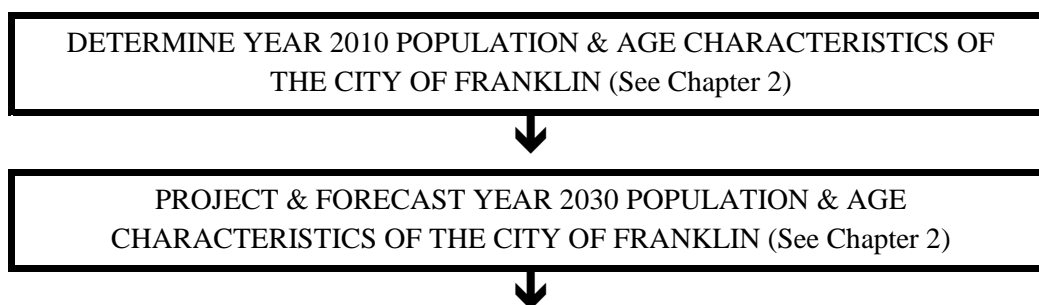 DETERMINE YEAR 2010 POPULATION & AGE CHARACTERISTICS OF
THE CITY OF FRANKLIN (See Chapter 2)
PROJECT & FORECAST YEAR 2030 POPULATION & AGE
CHARACTERISTICS OF THE CITY OF FRANKLIN (See Chapter 2)